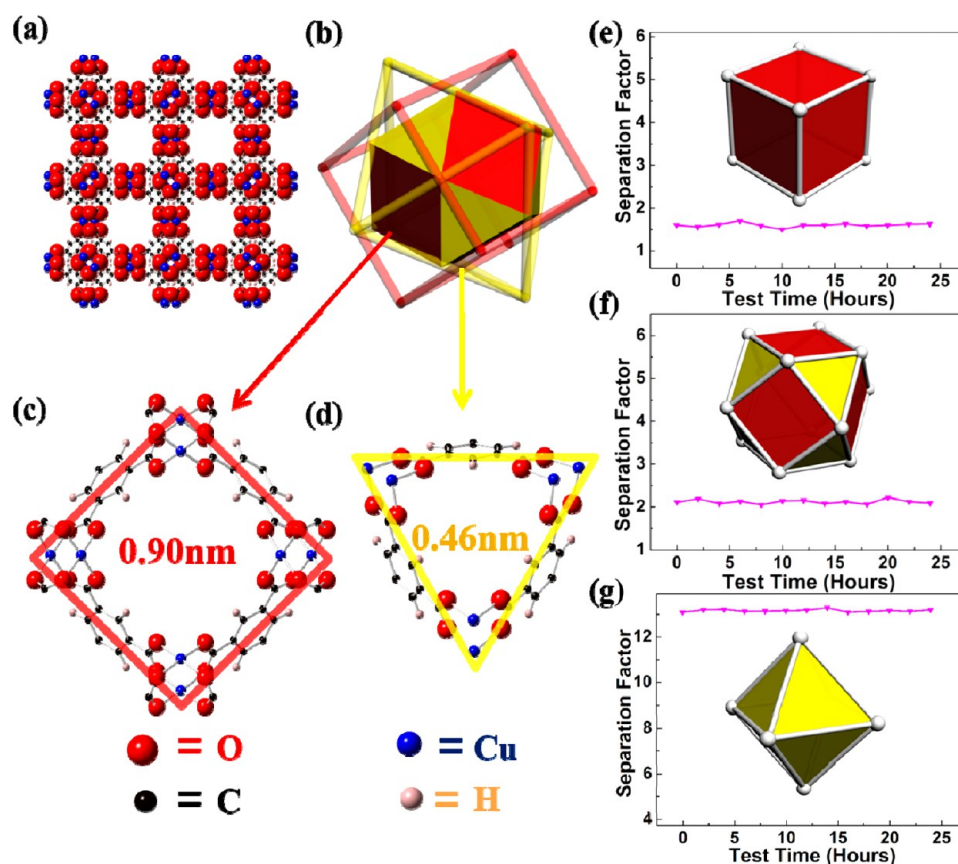 (a)
(b)
(c)
0.90nm
(d)
0.46nm
= O
= Cu
= C
= H
(e)
Separation Factor
6
5
4
3
2
1
0 5 10 15 20 25
Test Time (Hours)
(f)
Separation Factor
6
5
4
3
2
1
0 5 10 15 20 25
Test Time (Hours)
(g)
Separation Factor
12
10
8
6
4
0 5 10 15 20 25
Test Time (Hours)